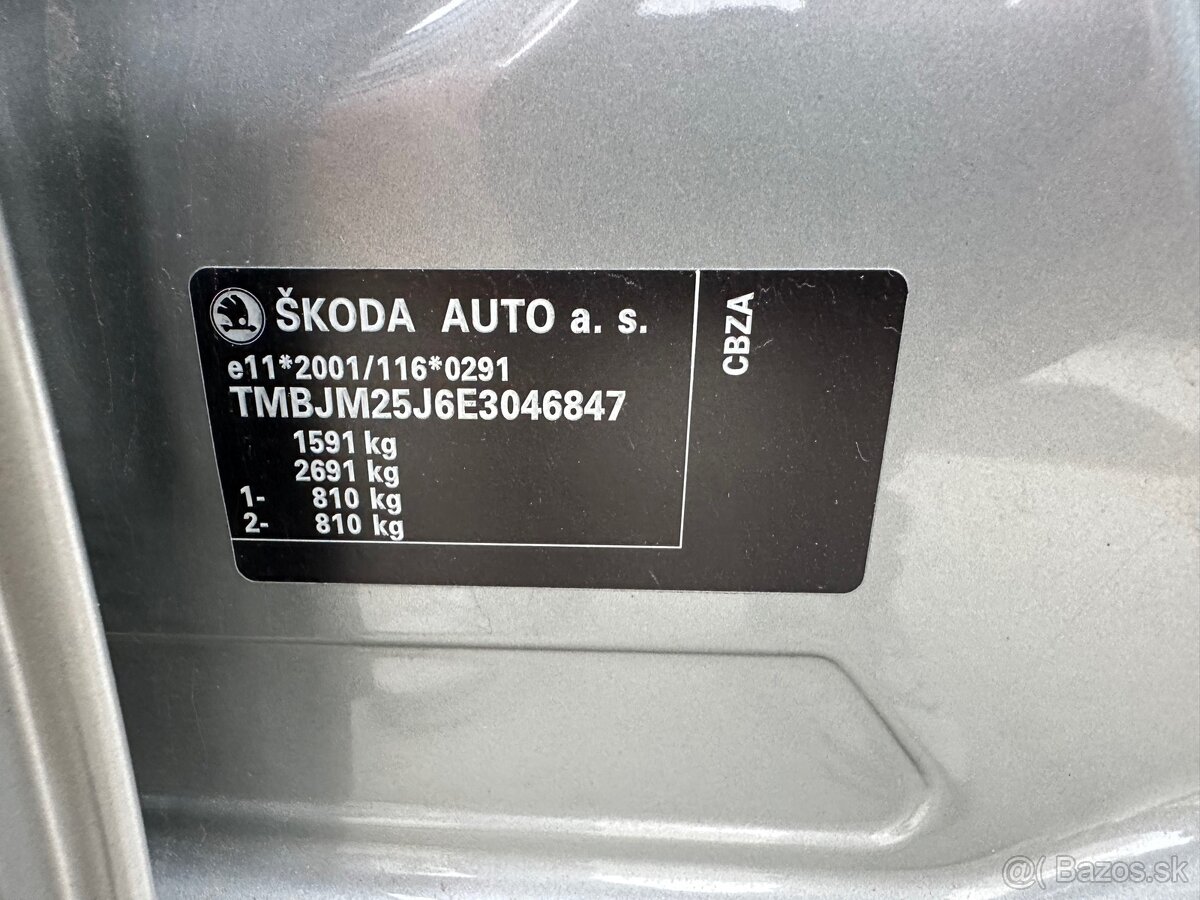 ŠKODA AUTO a. s.
e11*2001/116*0291
TMBJM25J6E3046847
1591 kg
2691 kg
1- 810 kg
2- 810 kg
CBZA
@( Bazos.sk